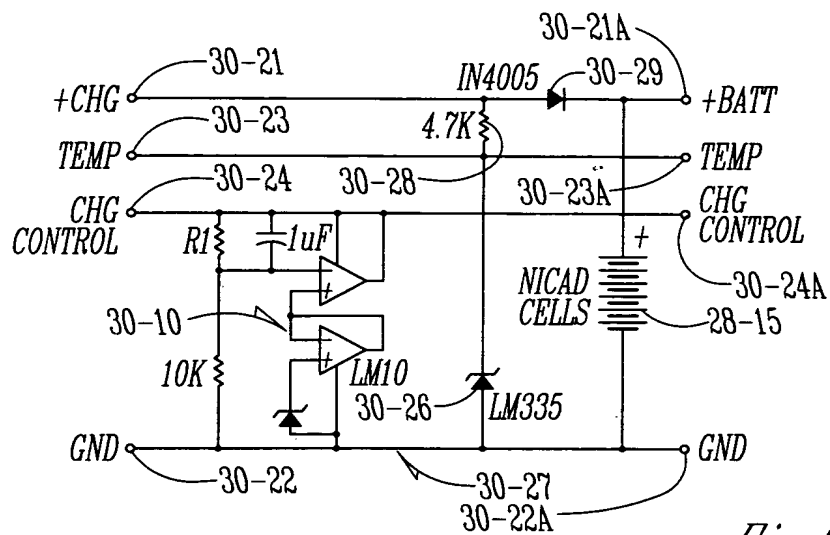 30-21A
30-21
IN4005
30-29
+CHG
+BATT
30-23
4.7K
TEMP
TEMP
30-24
30-28
30-23A
CHG
CONTROL
CHG
CONTROL
R1
1uF
+
−
+
NICAD
CELLS
30-24A
30-10
28-15
−
+
10K
LM10
30-26
LM335
GND
GND
30-22
30-27
30-22A